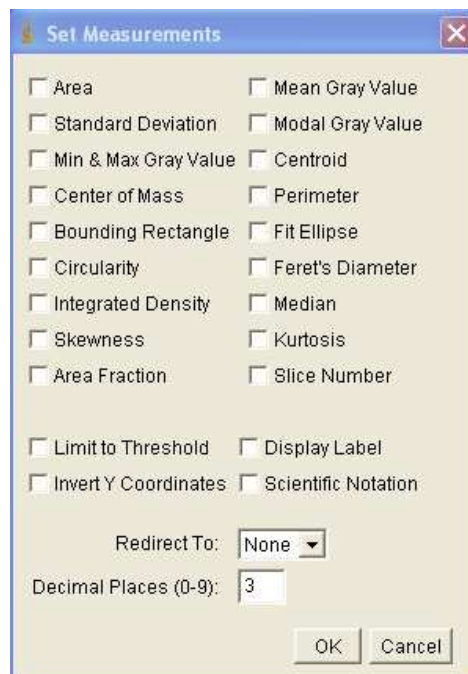 Set Measurements
Area Mean Gray Value
Standard Deviation Modal Gray Value
Min & Max Gray Value Centroid
Center of Mass Perimeter
Bounding Rectangle Fit Ellipse
Circularity Feret's Diameter
Integrated Density Median
Skewness Kurtosis
Area Fraction Slice Number
Limit to Threshold Display Label
Invert Y Coordinates Scientific Notation
Redirect To: None
Decimal Places (0-9): 3
OK Cancel